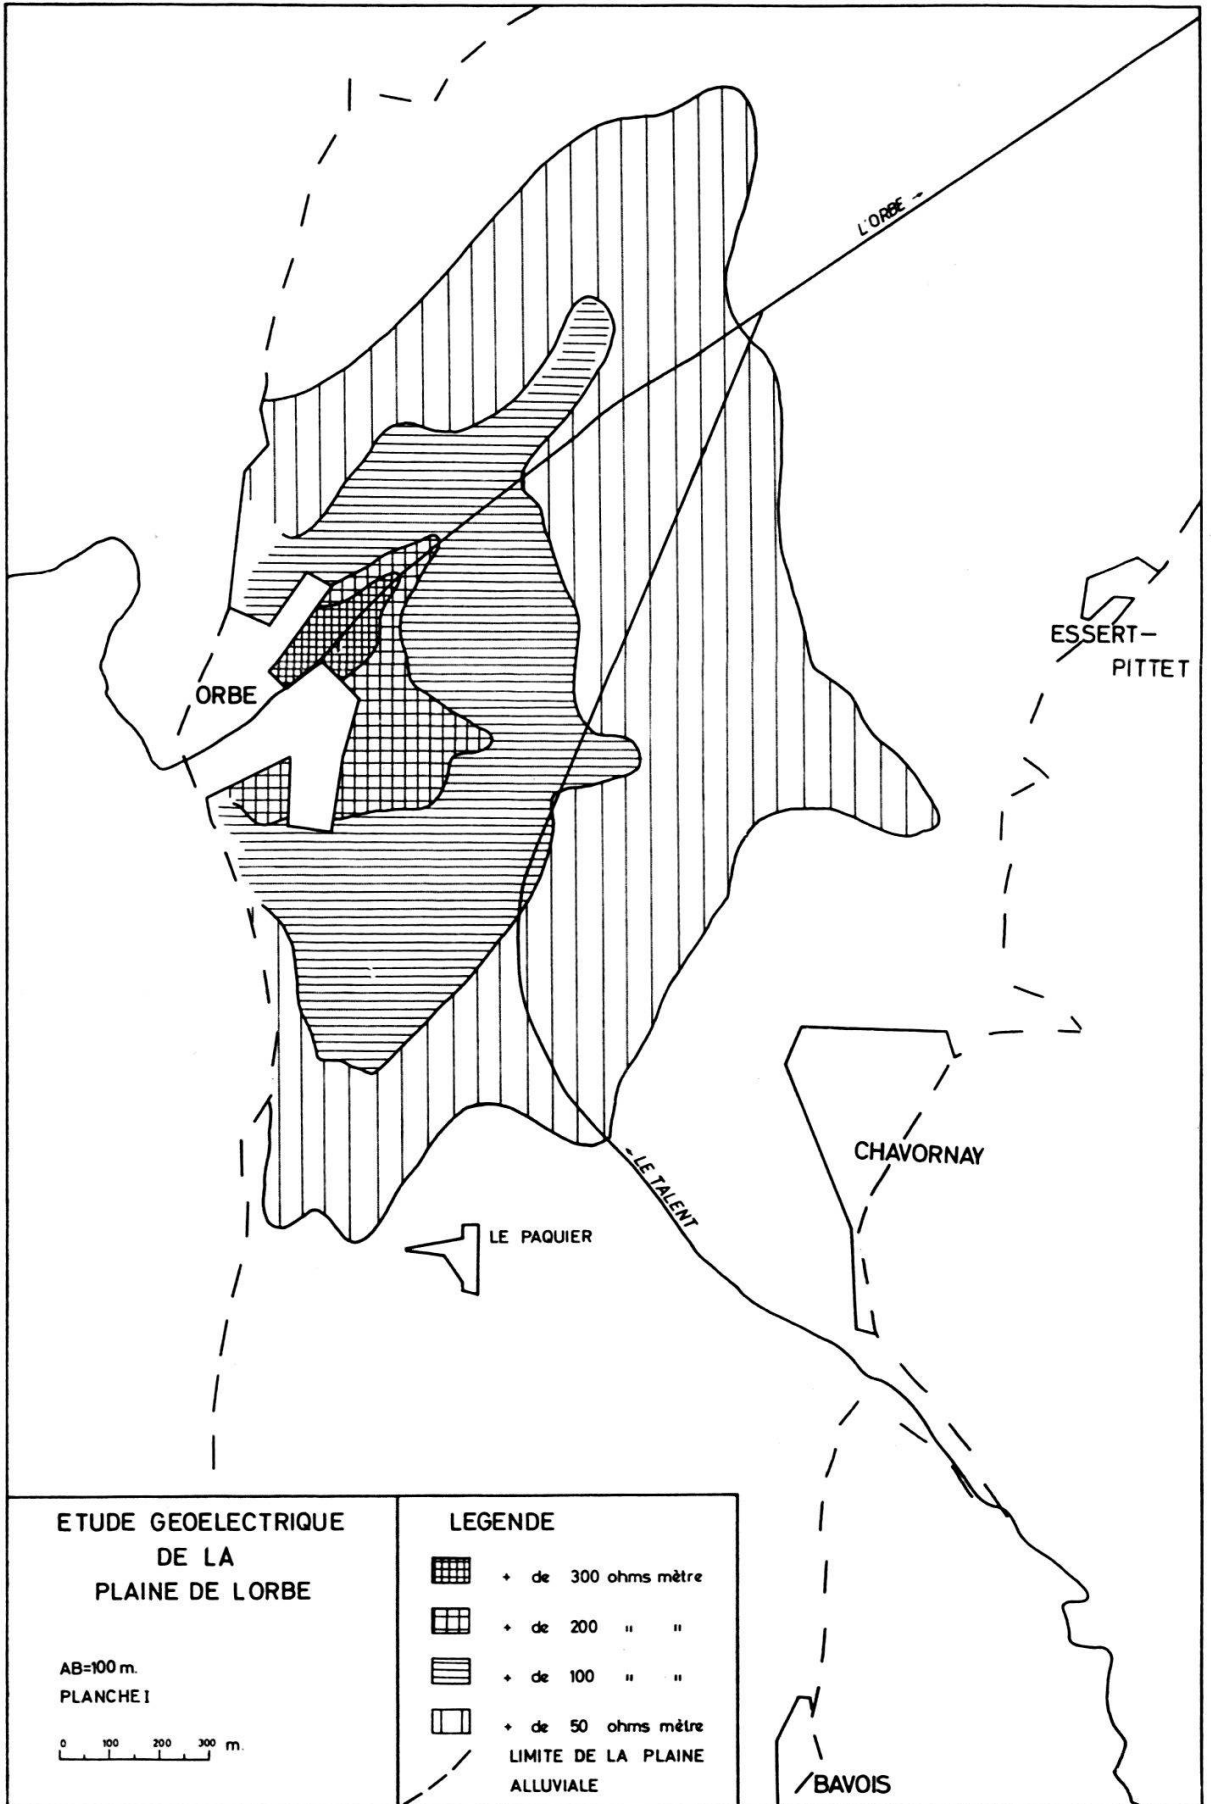 L'ORBE →
ESSERT-
PITTET
ORBE
CHAVORNAY
← LE TALENT
LE PAQUIER
ETUDE GEOELECTRIQUE
DE LA
PLAINE DE LORBE
AB=100 m.
PLANCHE I
0 100 200 300 m.
LEGENDE
+ de 300 ohms mètre
+ de 200 " "
+ de 100 " "
+ de 50 ohms mètre
LIMITE DE LA PLAINE
ALLUVIALE
BAVOIS